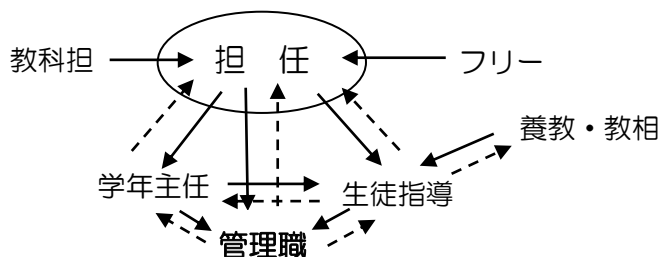 教科担
担　任
フリー
養教・教相
学年主任
生徒指導
管理職